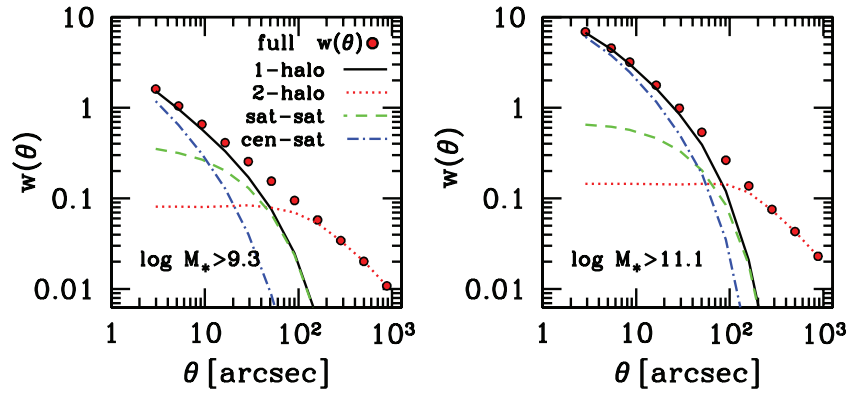 10
1
0.1
0.01
w(θ)
full w(θ)
1-halo
2-halo
sat-sat
cen-sat
log M*>9.3
1 10 10² 10³
θ [arcsec]
10
1
0.1
0.01
w(θ)
log M*>11.1
1 10 10² 10³
θ [arcsec]